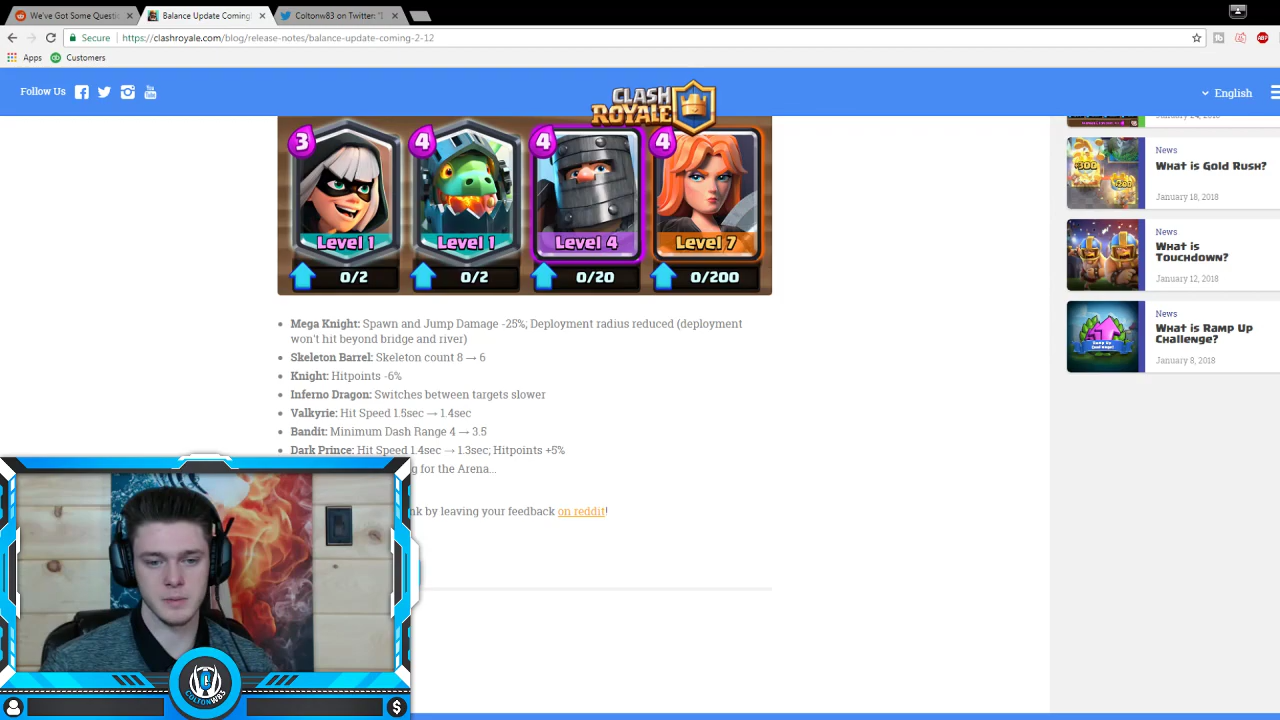 We've Got Some Questi
Balance Update Coming!
Coltonw83 on Twitter: "
Secure
https://clashroyale.com/blog/release-notes/balance-update-coming-2-12
ABP
Apps
Customers
Follow Us
You Tube
CLASH
ROYALE
English
3
4
4
4
Level 1
Level 1
Level 4
Level 7
0/2
0/2
0/20
0/200
Mega Knight: Spawn and Jump Damage -25%; Deployment radius reduced (deployment
won't hit beyond bridge and river)
Skeleton Barrel: Skeleton count 8 → 6
Knight: Hitpoints -6%
Inferno Dragon: Switches between targets slower
Valkyrie: Hit Speed 1.5sec → 1.4sec
Bandit: Minimum Dash Range 4 → 3.5
Dark Prince: Hit Speed 1.4sec → 1.3sec; Hitpoints +5%
g for the Arena...
nk by leaving your feedback on reddit!
News
What is Gold Rush?
January 18, 2018
News
What is
Touchdown?
January 12, 2018
News
What is Ramp Up
Challenge?
January 8, 2018
COLTONW83
$